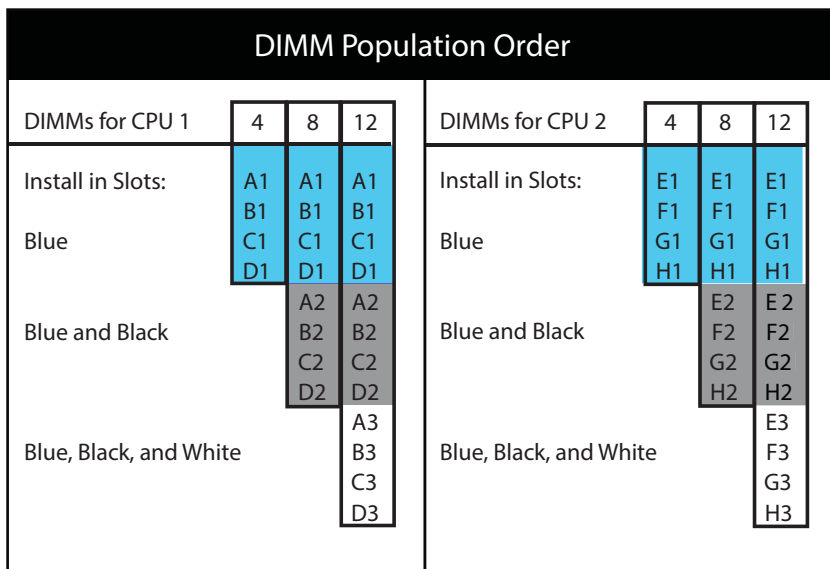 DIMM Population Order
DIMMs for CPU 1 4 8 12
Install in Slots: A1 A1 A1
B1 B1 B1
Blue C1 C1 C1
D1 D1 D1
A2 A2
Blue and Black B2 B2
C2 C2
D2 D2
A3
Blue, Black, and White B3
C3
D3
DIMMs for CPU 2 4 8 12
Install in Slots: E1 E1 E1
F1 F1 F1
Blue G1 G1 G1
H1 H1 H1
E2 E 2
Blue and Black F2 F2
G2 G2
H2 H2
E3
Blue, Black, and White F3
G3
H3